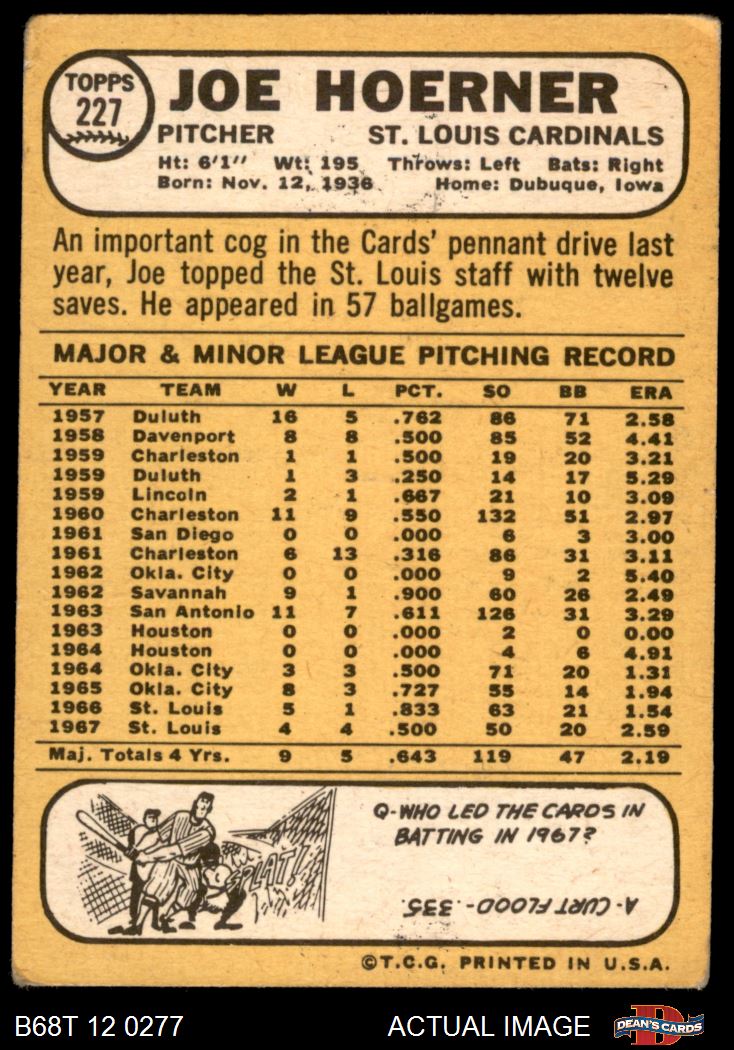 TOPPS
227
JOE HOERNER
PITCHER ST. LOUIS CARDINALS
Ht: 6'1" Wt: 195 Throws: Left Bats: Right
Born: Nov. 12, 1936 Home: Dubuque, Iowa
An important cog in the Cards' pennant drive last
year, Joe topped the St. Louis staff with twelve
saves. He appeared in 57 ballgames.
MAJOR & MINOR LEAGUE PITCHING RECORD
YEAR TEAM W L PCT. SO BB ERA
1957 Duluth 16 5 .762 86 71 2.58
1958 Davenport 8 8 .500 85 52 4.41
1959 Charleston 1 1 .500 19 20 3.21
1959 Duluth 1 3 .250 14 17 5.29
1959 Lincoln 2 1 .667 21 10 3.09
1960 Charleston 11 9 .550 132 51 2.97
1961 San Diego 0 0 .000 6 3 3.00
1961 Charleston 6 13 .316 86 31 3.11
1962 Okla. City 0 0 .000 9 2 5.40
1962 Savannah 9 1 .900 60 26 2.49
1963 San Antonio 11 7 .611 126 31 3.29
1963 Houston 0 0 .000 2 0 0.00
1964 Houston 0 0 .000 4 6 4.91
1964 Okla. City 3 3 .500 71 20 1.31
1965 Okla. City 8 3 .727 55 14 1.94
1966 St. Louis 5 1 .833 63 21 1.54
1967 St. Louis 4 4 .500 50 20 2.59
Maj. Totals 4 Yrs. 9 5 .643 119 47 2.19
Q-WHO LED THE CARDS IN
BATTING IN 1967?
SPLAT!
A-CURT FLOOD-.335.
©T.C.G. PRINTED IN U.S.A.
B68T 12 0277 ACTUAL IMAGE DEAN'S CARDS